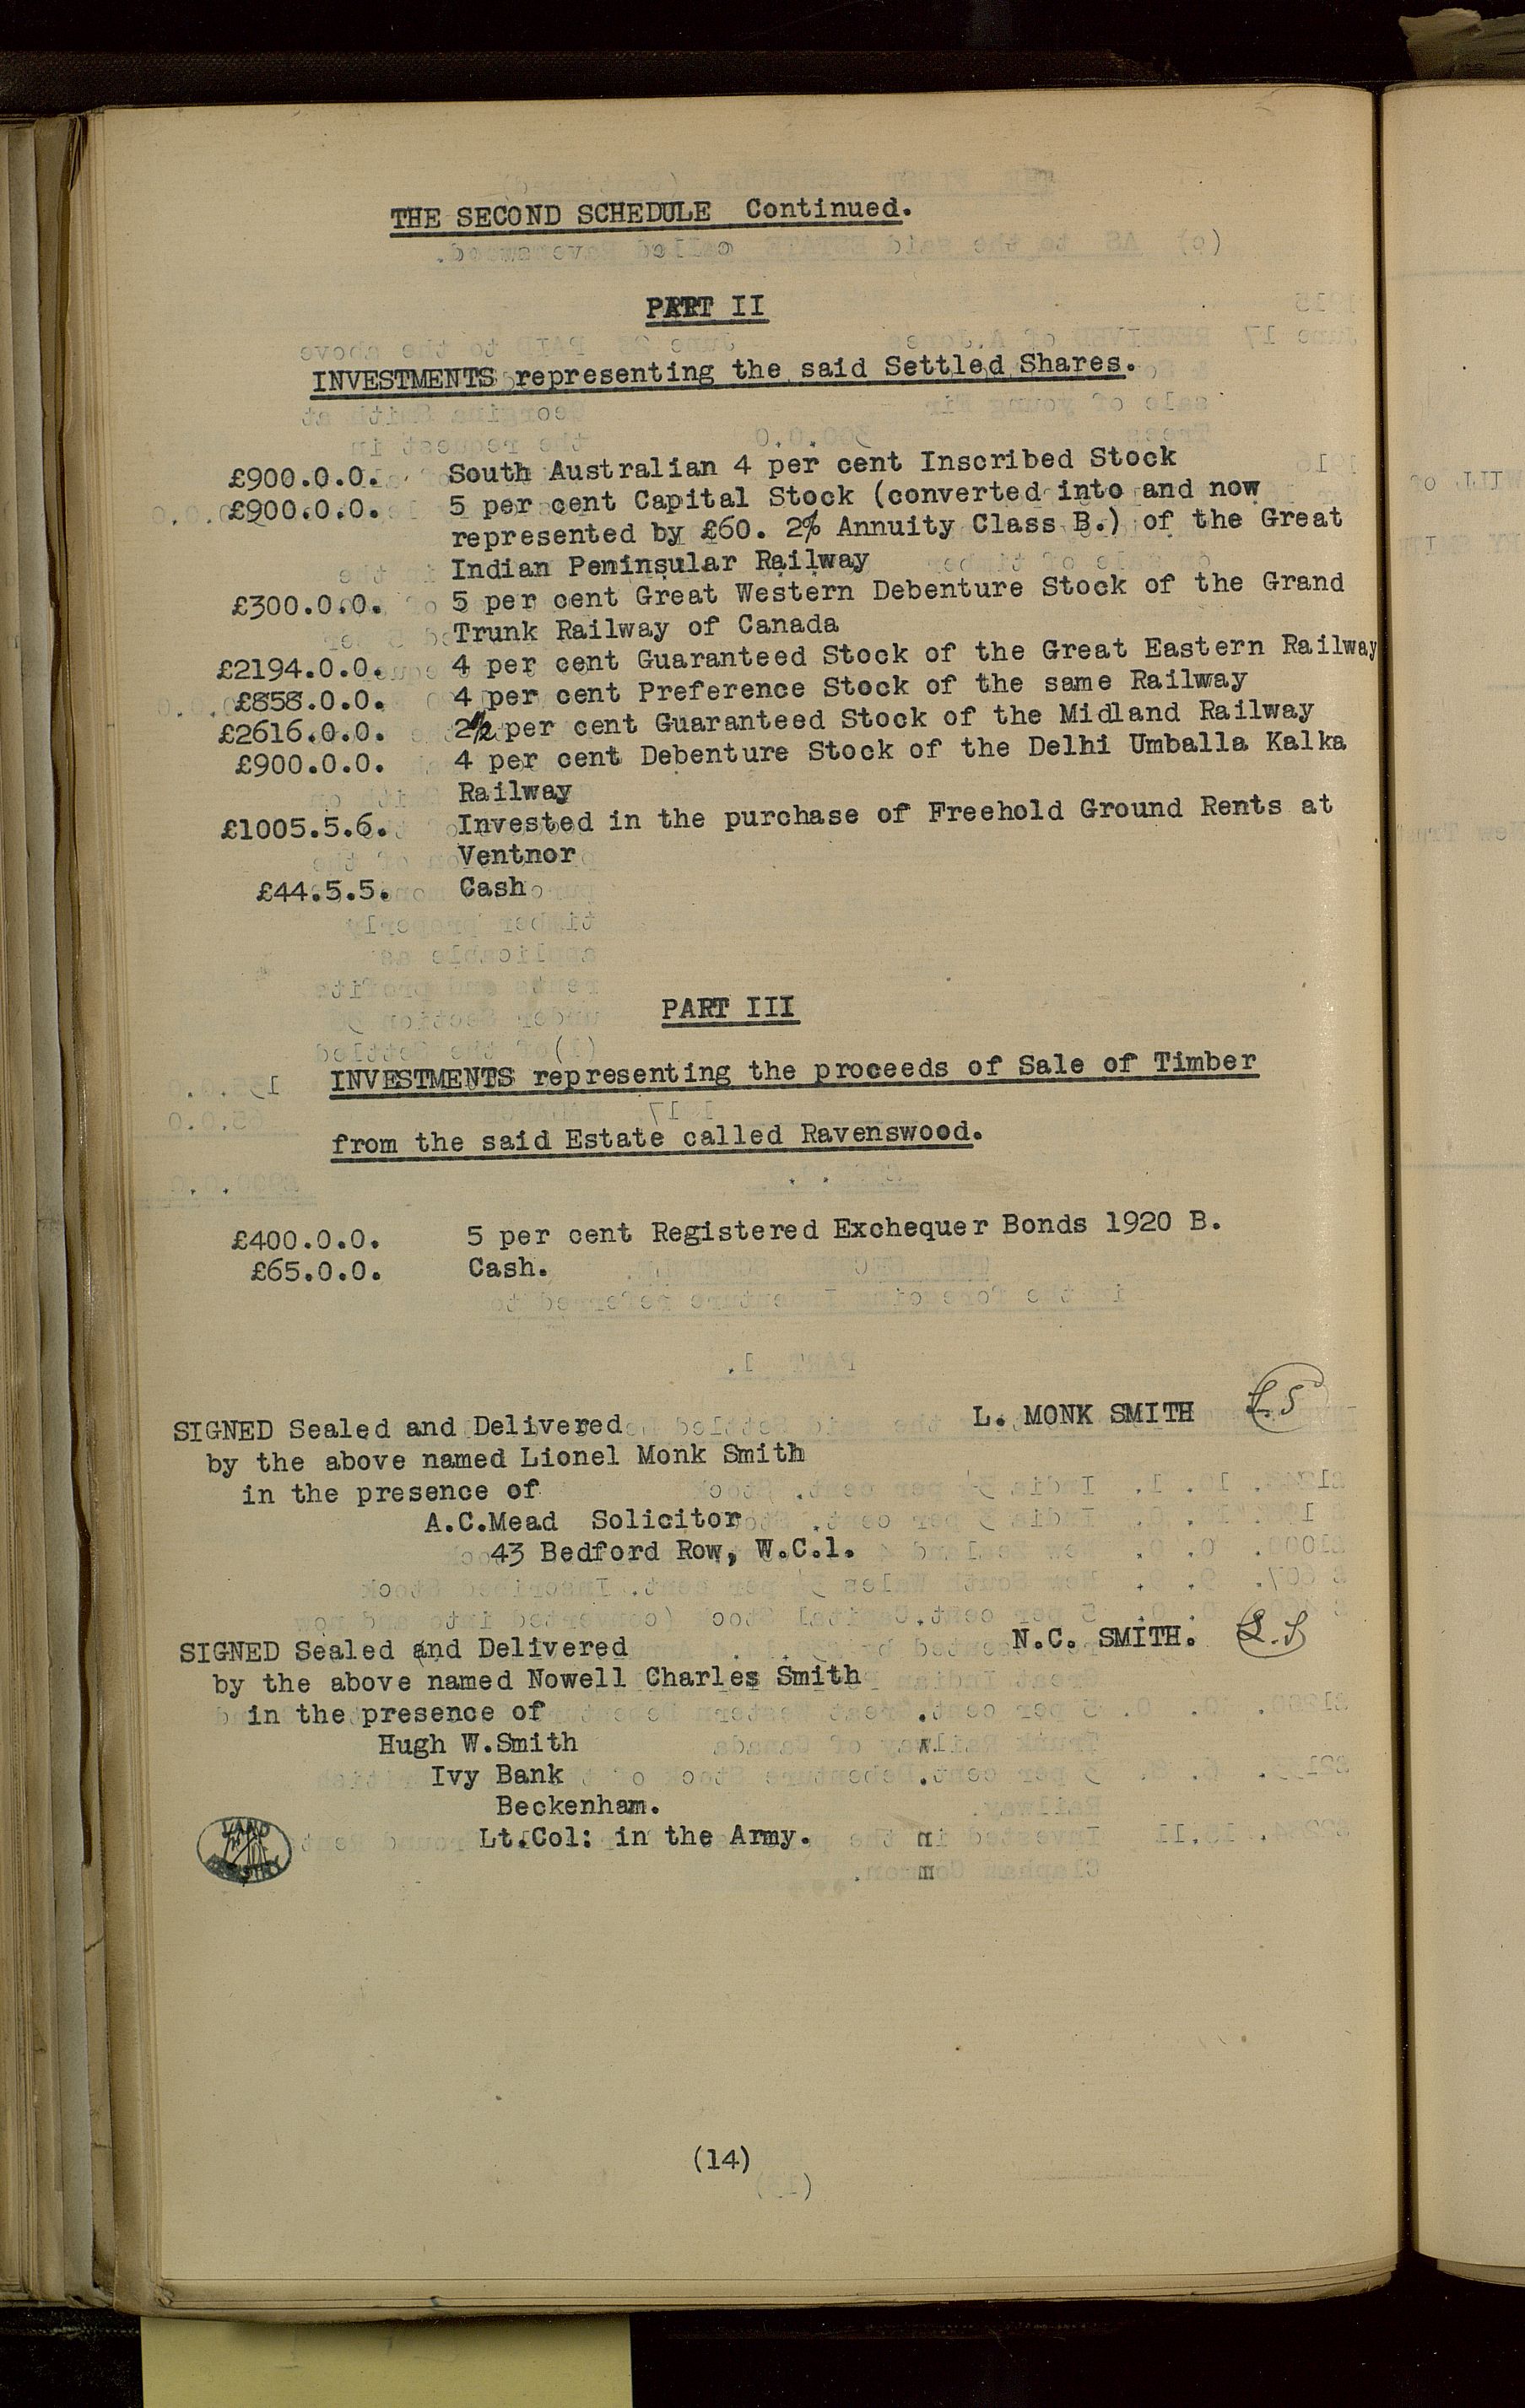 THE SECOND SCHEDULE Continued.
PART II
INVESTMENTS representing the said Settled Shares.
£900.0.0. South Australian 4 per cent Inscribed Stock
£900.0.0. 5 per cent Capital Stock (converted into and now
represented by £60. 2% Annuity Class B.) of the Great
Indian Peninsular Railway
£300.0.0. 5 per cent Great Western Debenture Stock of the Grand
Trunk Railway of Canada
£2194.0.0. 4 per cent Guaranteed Stock of the Great Eastern Railway
£858.0.0. 4 per cent Preference Stock of the same Railway
£2616.0.0. 2½ per cent Guaranteed Stock of the Midland Railway
£900.0.0. 4 per cent Debenture Stock of the Delhi Umballa Kalka
Railway
£1005.5.6. Invested in the purchase of Freehold Ground Rents at
Ventnor
£44.5.5. Cash
PART III
INVESTMENTS representing the proceeds of Sale of Timber
from the said Estate called Ravenswood.
£400.0.0. 5 per cent Registered Exchequer Bonds 1920 B.
£65.0.0. Cash.
SIGNED Sealed and Delivered L. MONK SMITH L.S
by the above named Lionel Monk Smith
in the presence of
A.C.Mead Solicitor
43 Bedford Row, W.C.1.
SIGNED Sealed and Delivered N.C. SMITH. L.S
by the above named Nowell Charles Smith
in the presence of
Hugh W.Smith
Ivy Bank
Beckenham.
Lt.Col: in the Army.
LAND
REGISTRY
(14)